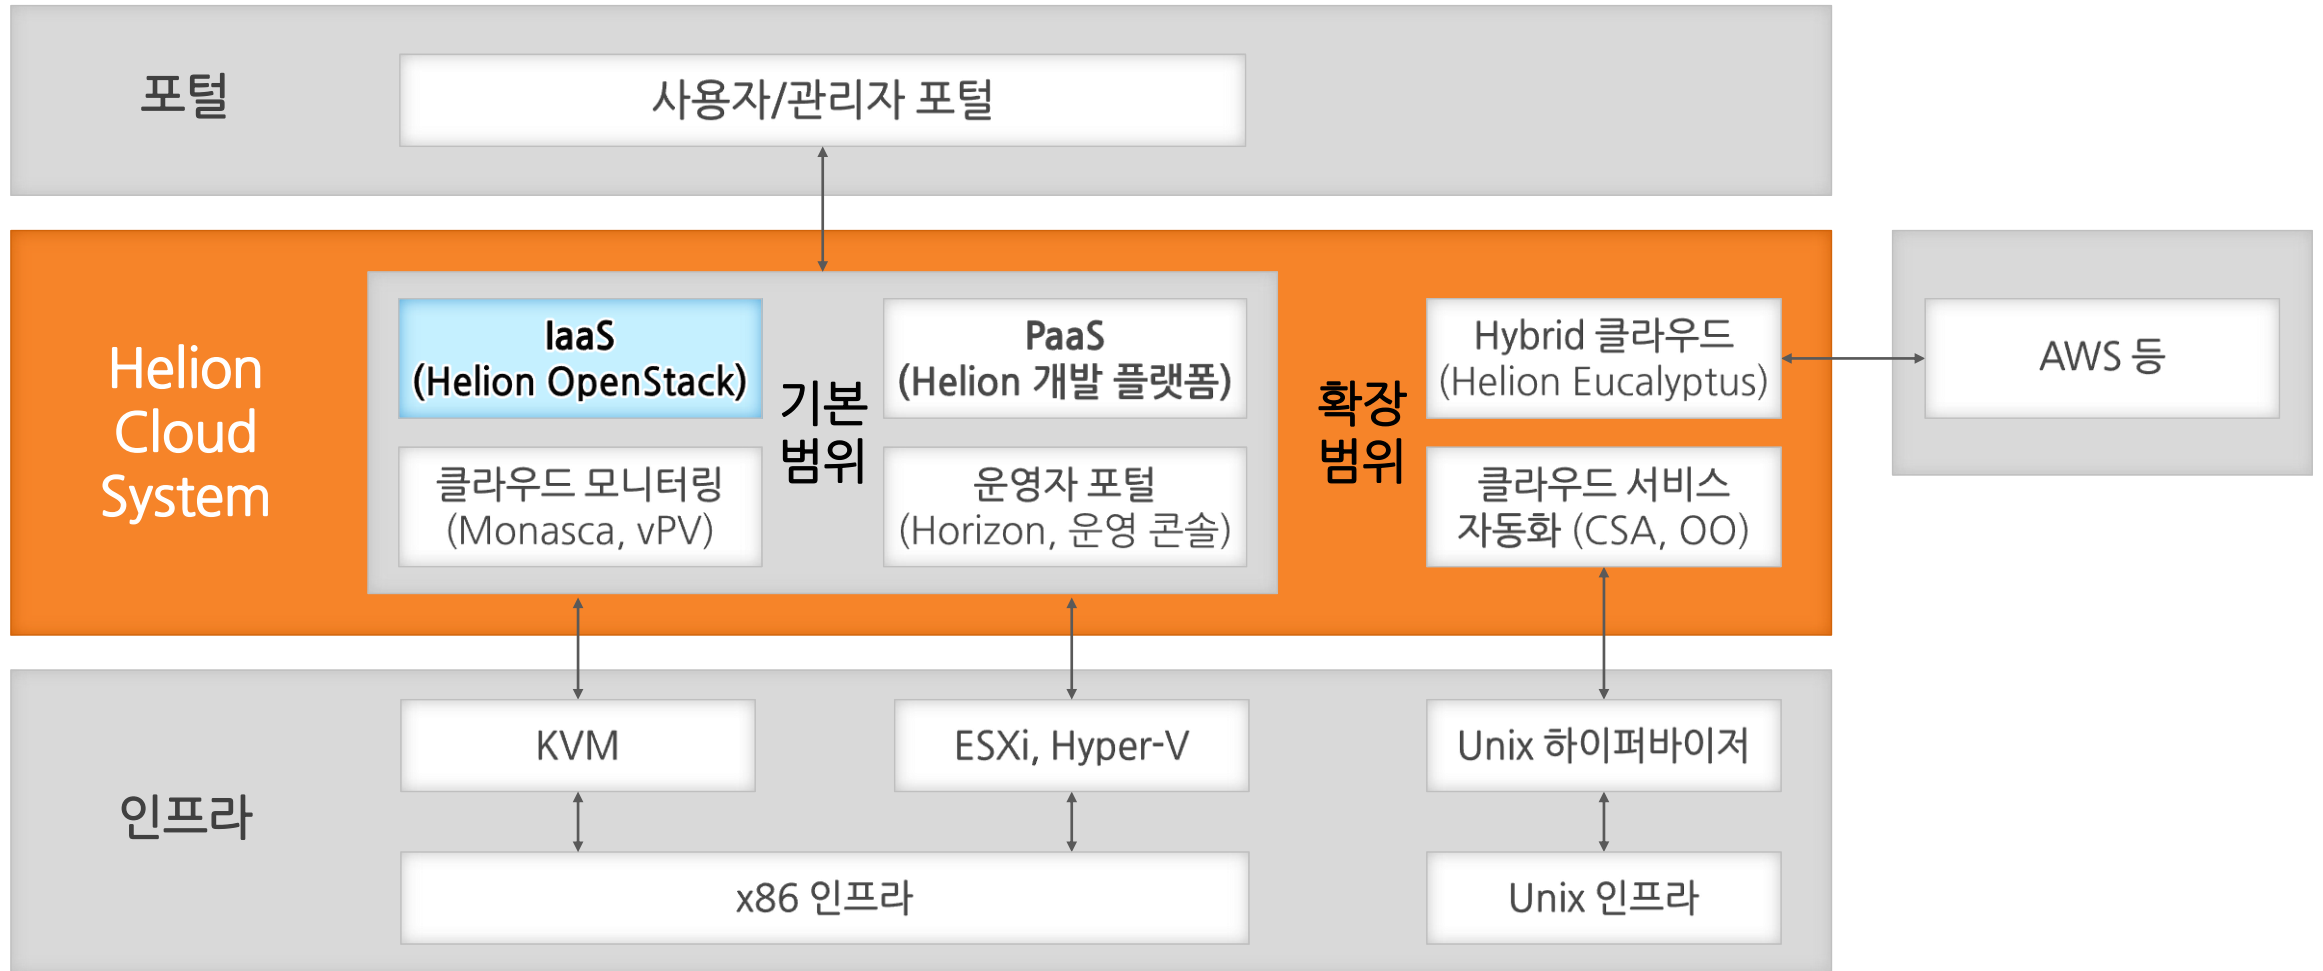 포털
사용자/관리자 포털
Helion
Cloud
System
IaaS
(Helion OpenStack)
기본
범위
PaaS
(Helion 개발 플랫폼)
클라우드 모니터링
(Monasca, vPV)
운영자 포털
(Horizon, 운영 콘솔)
확장
범위
Hybrid 클라우드
(Helion Eucalyptus)
클라우드 서비스
자동화 (CSA, OO)
AWS 등
인프라
KVM
ESXi, Hyper-V
Unix 하이퍼바이저
x86 인프라
Unix 인프라